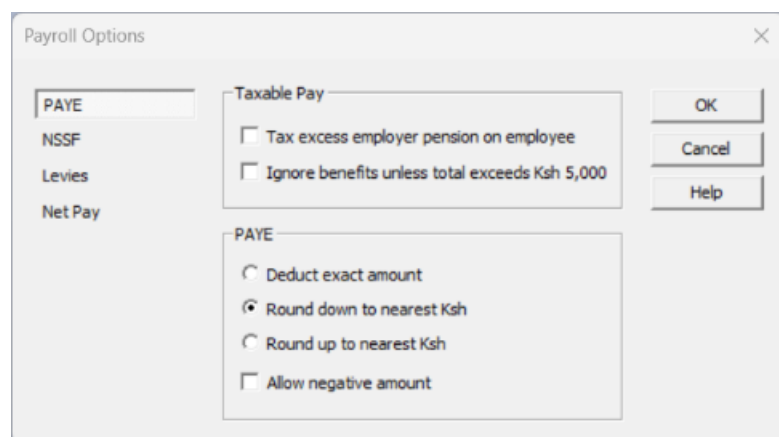 Payroll Options
PAYE
NSSF
Levies
Net Pay
Taxable Pay
Tax excess employer pension on employee
Ignore benefits unless total exceeds Ksh 5,000
PAYE
Deduct exact amount
Round down to nearest Ksh
Round up to nearest Ksh
Allow negative amount
OK
Cancel
Help